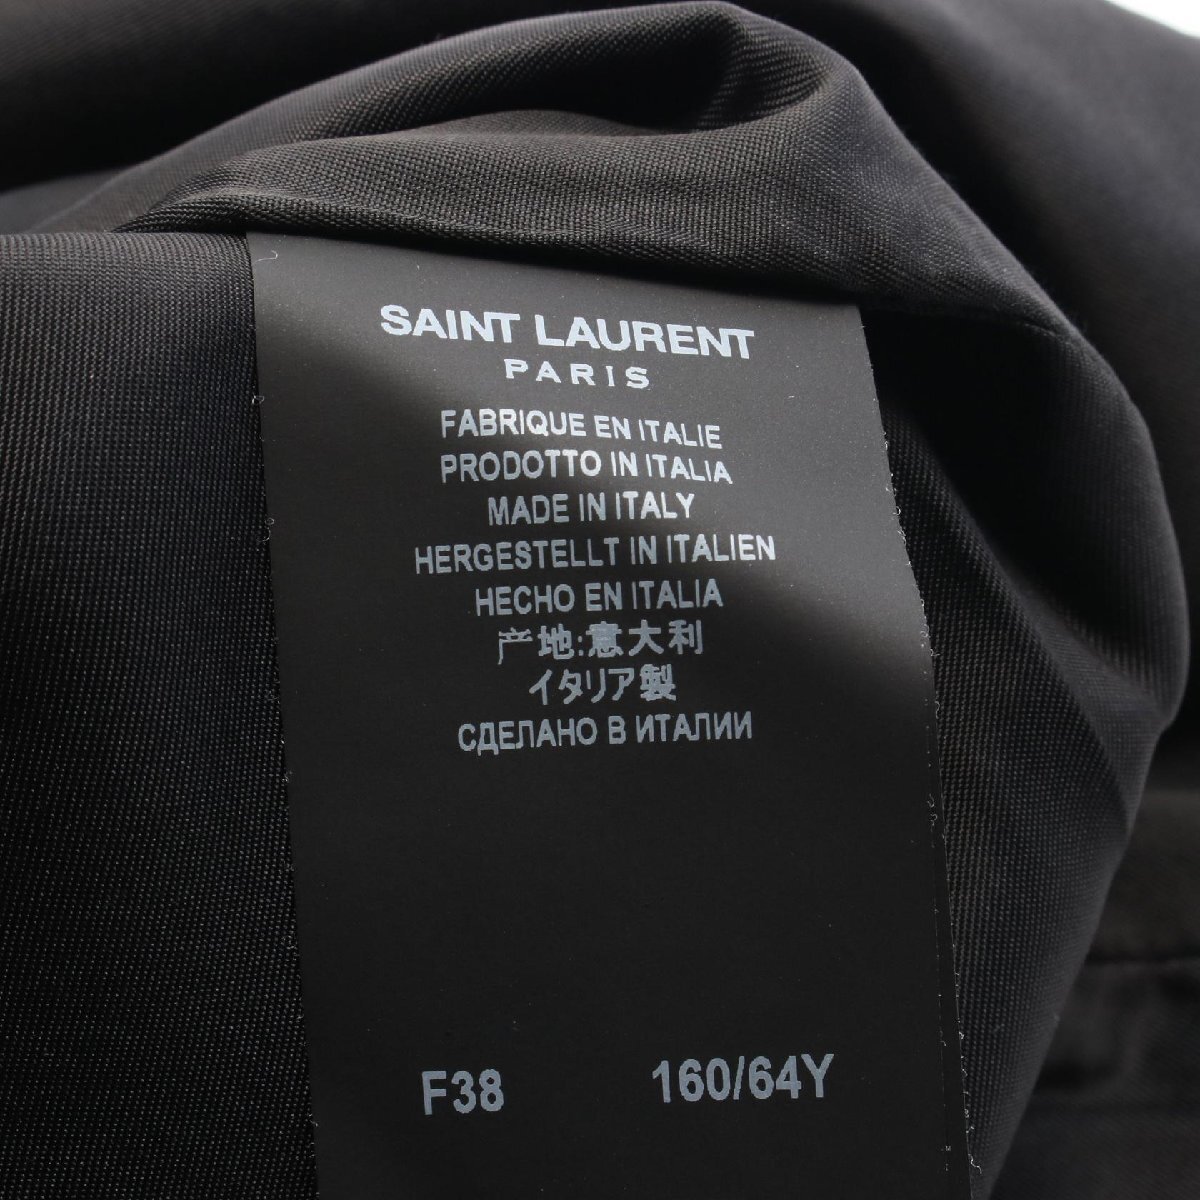 SAINT LAURENT
PARIS
FABRIQUE EN ITALIE
PRODOTTO IN ITALIA
MADE IN ITALY
HERGESTELLT IN ITALIEN
HECHO EN ITALIA
产地:意大利
イタリア製
СДЕЛАНО В ИТАЛИИ
F38 160/64Y